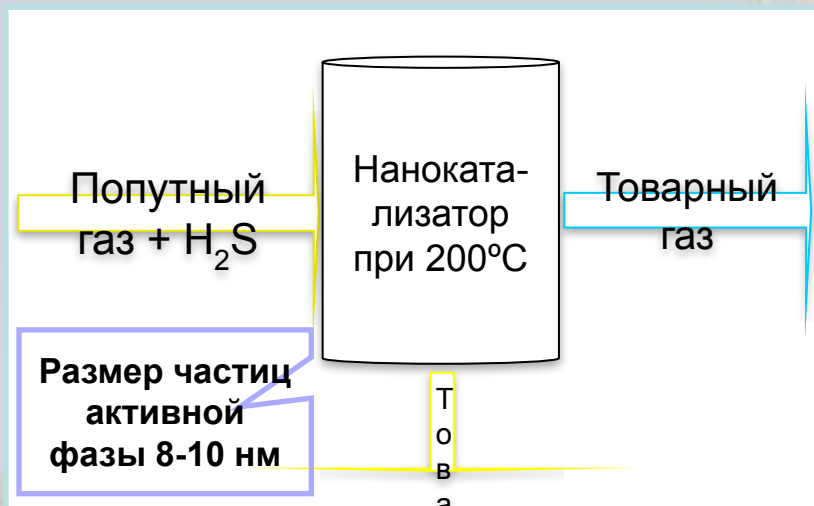 Попутный
газ + H₂S
Наноката-
лизатор
при 200ºС
Товарный
газ
Размер частиц
активной
фазы 8-10 нм
Т
о
в
а